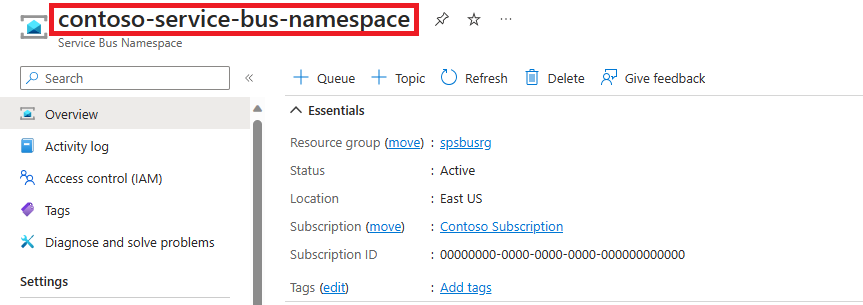 contoso-service-bus-namespace
Service Bus Namespace
Search
Overview
Activity log
Access control (IAM)
Tags
Diagnose and solve problems
Settings
Queue Topic Refresh Delete Give feedback
Essentials
Resource group (move) : spsbusrg
Status : Active
Location : East US
Subscription (move) : Contoso Subscription
Subscription ID : 00000000-0000-0000-0000-000000000000
Tags (edit) : Add tags